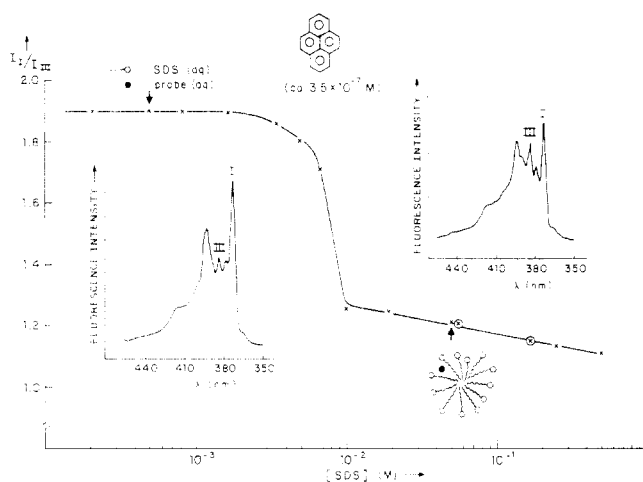 I_I/I_III
SDS (aq)
probe (aq)
(ca 3.5 × 10⁻⁷ M)
2.0
1.8
1.6
1.4
1.2
1.0
FLUORESCENCE INTENSITY
I
III
440 410 380 350
λ (nm)
FLUORESCENCE INTENSITY
I
III
440 410 380 350
λ (nm)
10⁻³ 10⁻² 10⁻¹
[SDS] (M)